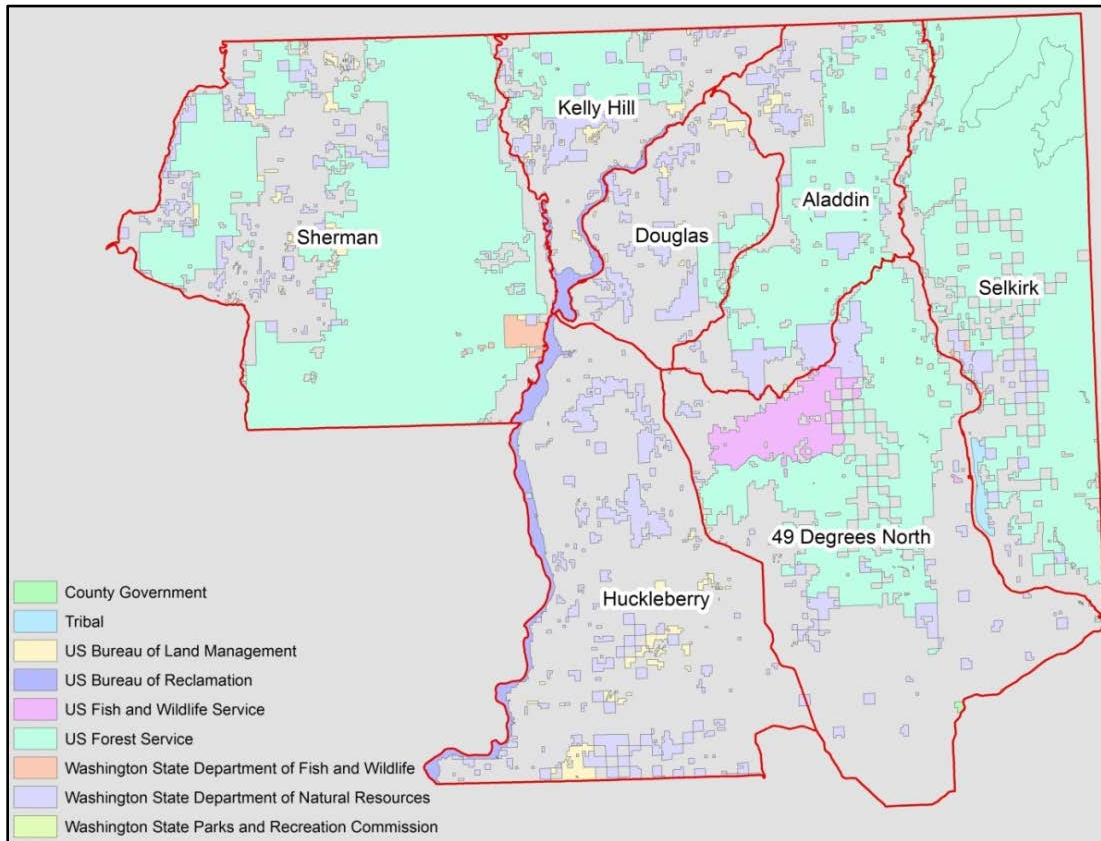 Kelly Hill
Aladdin
Sherman
Douglas
Selkirk
49 Degrees North
Huckleberry
County Government
Tribal
US Bureau of Land Management
US Bureau of Reclamation
US Fish and Wildlife Service
US Forest Service
Washington State Department of Fish and Wildlife
Washington State Department of Natural Resources
Washington State Parks and Recreation Commission